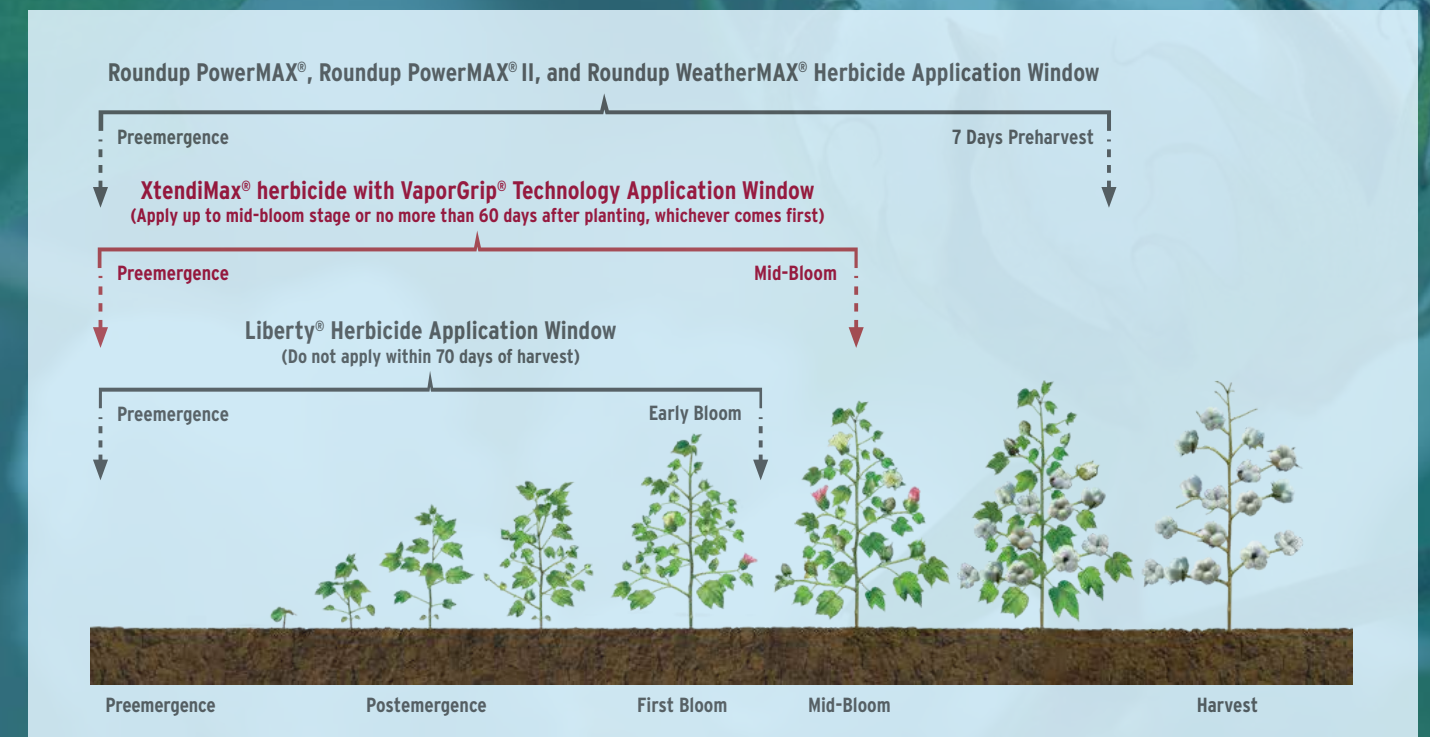 Roundup PowerMAX®, Roundup PowerMAX® II, and Roundup WeatherMAX® Herbicide Application Window
Preemergence
7 Days Preharvest
XtendiMax® herbicide with VaporGrip® Technology Application Window
(Apply up to mid-bloom stage or no more than 60 days after planting, whichever comes first)
Preemergence
Mid-Bloom
Liberty® Herbicide Application Window
(Do not apply within 70 days of harvest)
Preemergence
Early Bloom
Preemergence
Postemergence
First Bloom
Mid-Bloom
Harvest